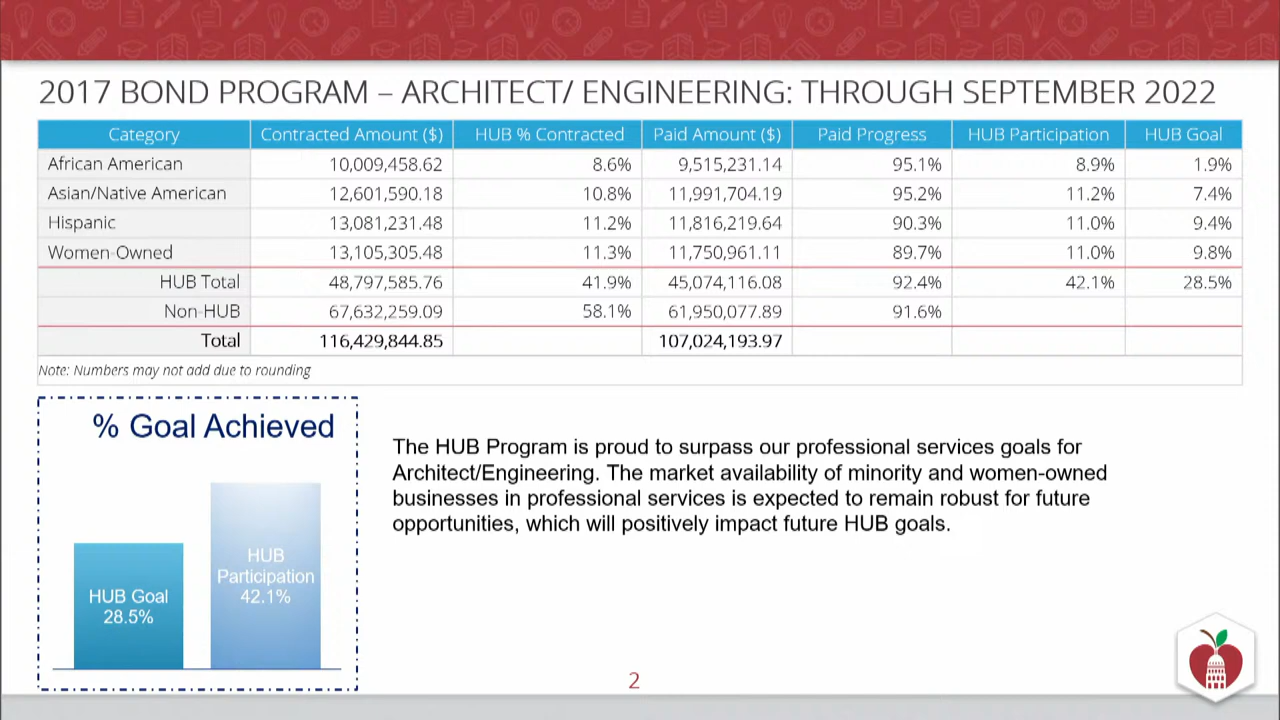 2017 BOND PROGRAM – ARCHITECT/ ENGINEERING: THROUGH SEPTEMBER 2022
Category Contracted Amount ($) HUB % Contracted Paid Amount ($) Paid Progress HUB Participation HUB Goal
African American 10,009,458.62 8.6% 9,515,231.14 95.1% 8.9% 1.9%
Asian/Native American 12,601,590.18 10.8% 11,991,704.19 95.2% 11.2% 7.4%
Hispanic 13,081,231.48 11.2% 11,816,219.64 90.3% 11.0% 9.4%
Women-Owned 13,105,305.48 11.3% 11,750,961.11 89.7% 11.0% 9.8%
HUB Total 48,797,585.76 41.9% 45,074,116.08 92.4% 42.1% 28.5%
Non-HUB 67,632,259.09 58.1% 61,950,077.89 91.6%
Total 116,429,844.85 107,024,193.97
Note: Numbers may not add due to rounding
% Goal Achieved
HUB Goal
28.5%
HUB
Participation
42.1%
The HUB Program is proud to surpass our professional services goals for
Architect/Engineering. The market availability of minority and women-owned
businesses in professional services is expected to remain robust for future
opportunities, which will positively impact future HUB goals.
2